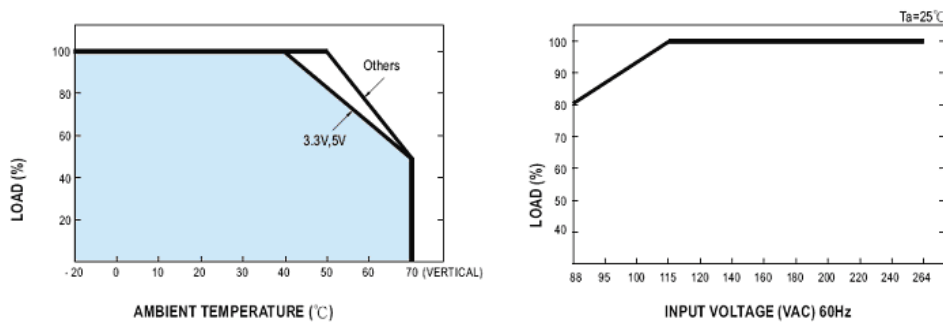 Ta=25℃
100
80
60
40
20
LOAD (%)
Others
3.3V,5V
-20 0 10 20 30 40 50 60 70 (VERTICAL)
AMBIENT TEMPERATURE (℃)
100
90
80
70
60
50
40
LOAD (%)
88 95 100 115 120 140 160 180 200 220 240 264
INPUT VOLTAGE (VAC) 60Hz